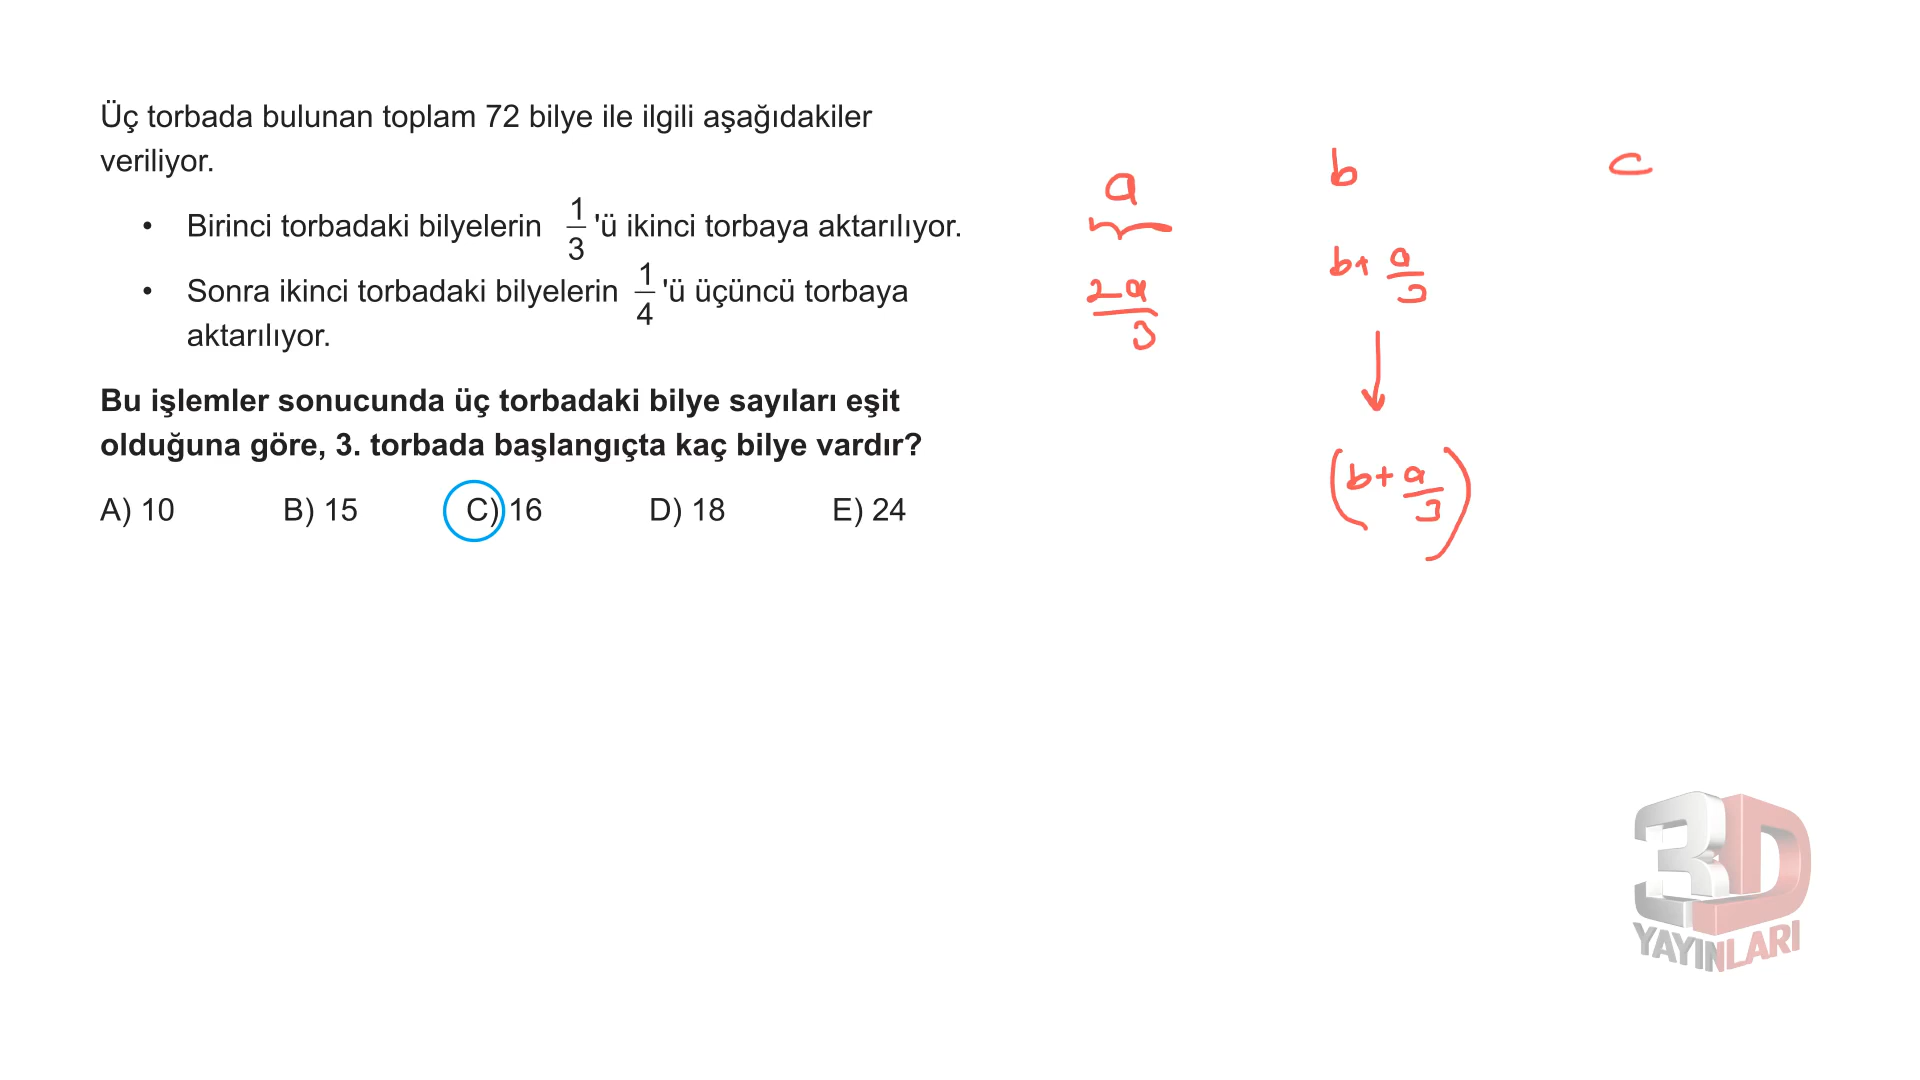 Üç torbada bulunan toplam 72 bilye ile ilgili aşağıdakiler
veriliyor.
• Birinci torbadaki bilyelerin 1/3 'ü ikinci torbaya aktarılıyor.
• Sonra ikinci torbadaki bilyelerin 1/4 'ü üçüncü torbaya
aktarılıyor.
Bu işlemler sonucunda üç torbadaki bilye sayıları eşit
olduğuna göre, 3. torbada başlangıçta kaç bilye vardır?
A) 10 B) 15 C) 16 D) 18 E) 24
a b c
2a/3 b+ a/3
(b+a/3)
3D
YAYINLARI